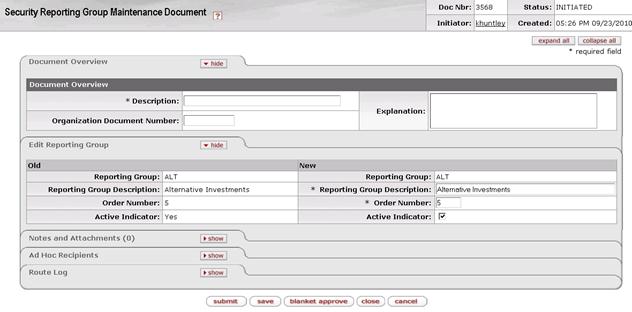 Security Reporting Group Maintenance Document ?
Doc Nbr: 3568 Status: INITIATED
Initiator: khuntley Created: 05:26 PM 09/23/2010
expand all collapse all
* required field
Document Overview hide
Document Overview
* Description: Explanation:
Organization Document Number:
Edit Reporting Group hide
Old New
Reporting Group: ALT Reporting Group: ALT
Reporting Group Description: Alternative Investments * Reporting Group Description: Alternative Investments
Order Number: 5 * Order Number: 5
Active Indicator: Yes Active Indicator:
Notes and Attachments (0) show
Ad Hoc Recipients show
Route Log show
submit save blanket approve close cancel